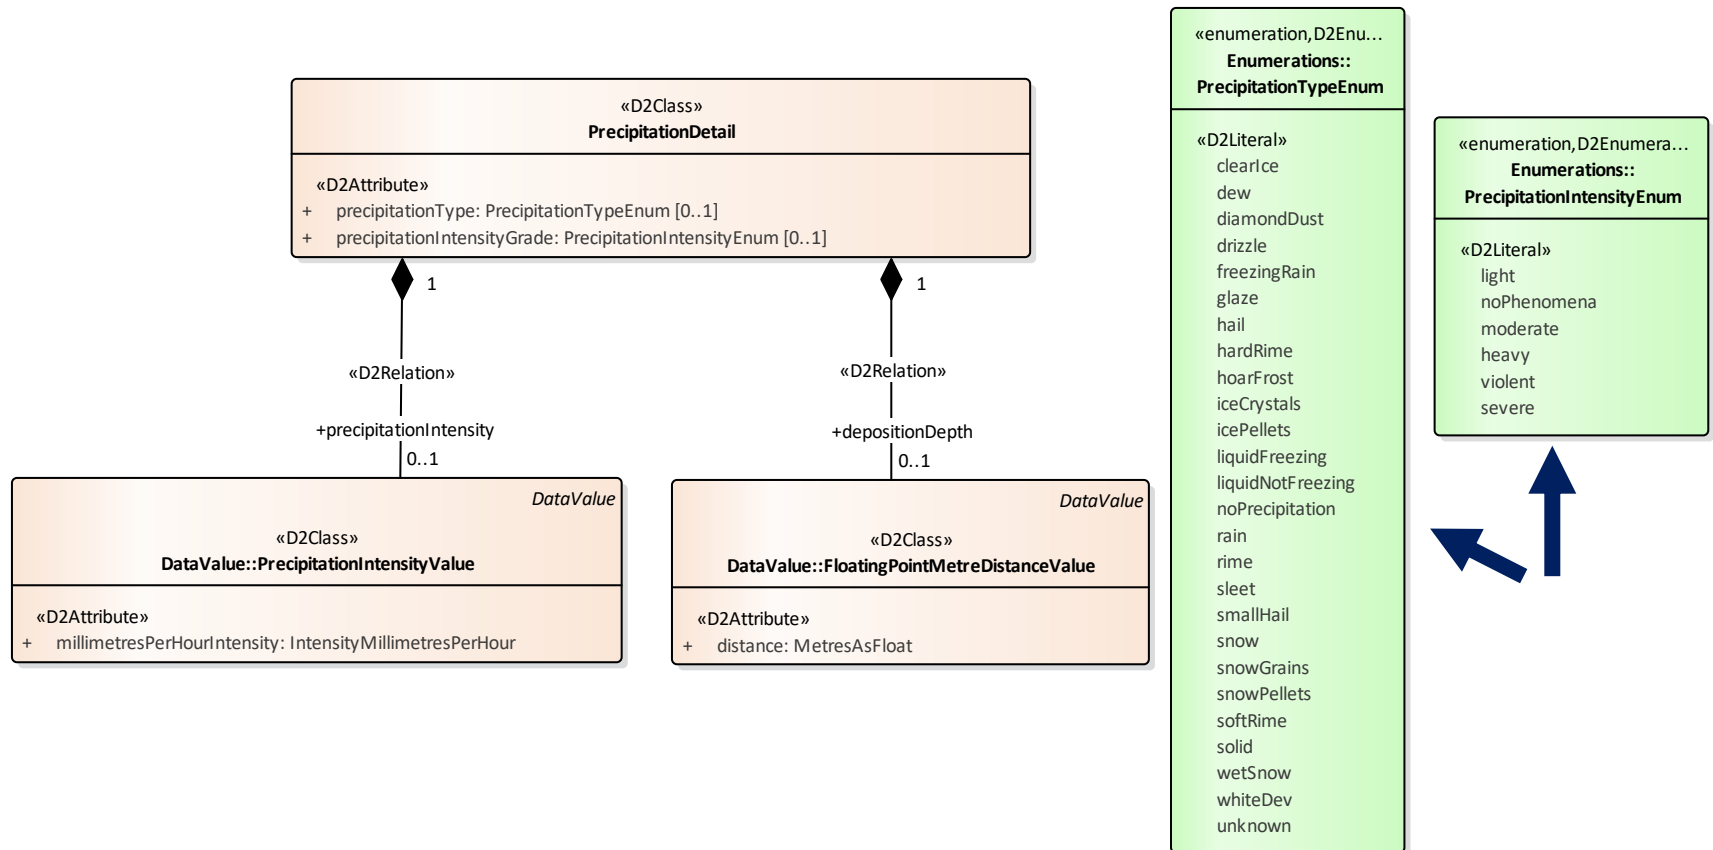 «D2Class»
PrecipitationDetail
«D2Attribute»
+ precipitationType: PrecipitationTypeEnum [0..1]
+ precipitationIntensityGrade: PrecipitationIntensityEnum [0..1]
1
1
«D2Relation»
«D2Relation»
+precipitationIntensity
0..1
+depositionDepth
0..1
DataValue
«D2Class»
DataValue::PrecipitationIntensityValue
«D2Attribute»
+ millimetresPerHourIntensity: IntensityMillimetresPerHour
DataValue
«D2Class»
DataValue::FloatingPointMetreDistanceValue
«D2Attribute»
+ distance: MetresAsFloat
«enumeration,D2Enu...
Enumerations::
PrecipitationTypeEnum
«D2Literal»
clearIce
dew
diamondDust
drizzle
freezingRain
glaze
hail
hardRime
hoarFrost
iceCrystals
icePellets
liquidFreezing
liquidNotFreezing
noPrecipitation
rain
rime
sleet
smallHail
snow
snowGrains
snowPellets
softRime
solid
wetSnow
whiteDev
unknown
«enumeration,D2Enumera...
Enumerations::
PrecipitationIntensityEnum
«D2Literal»
light
noPhenomena
moderate
heavy
violent
severe